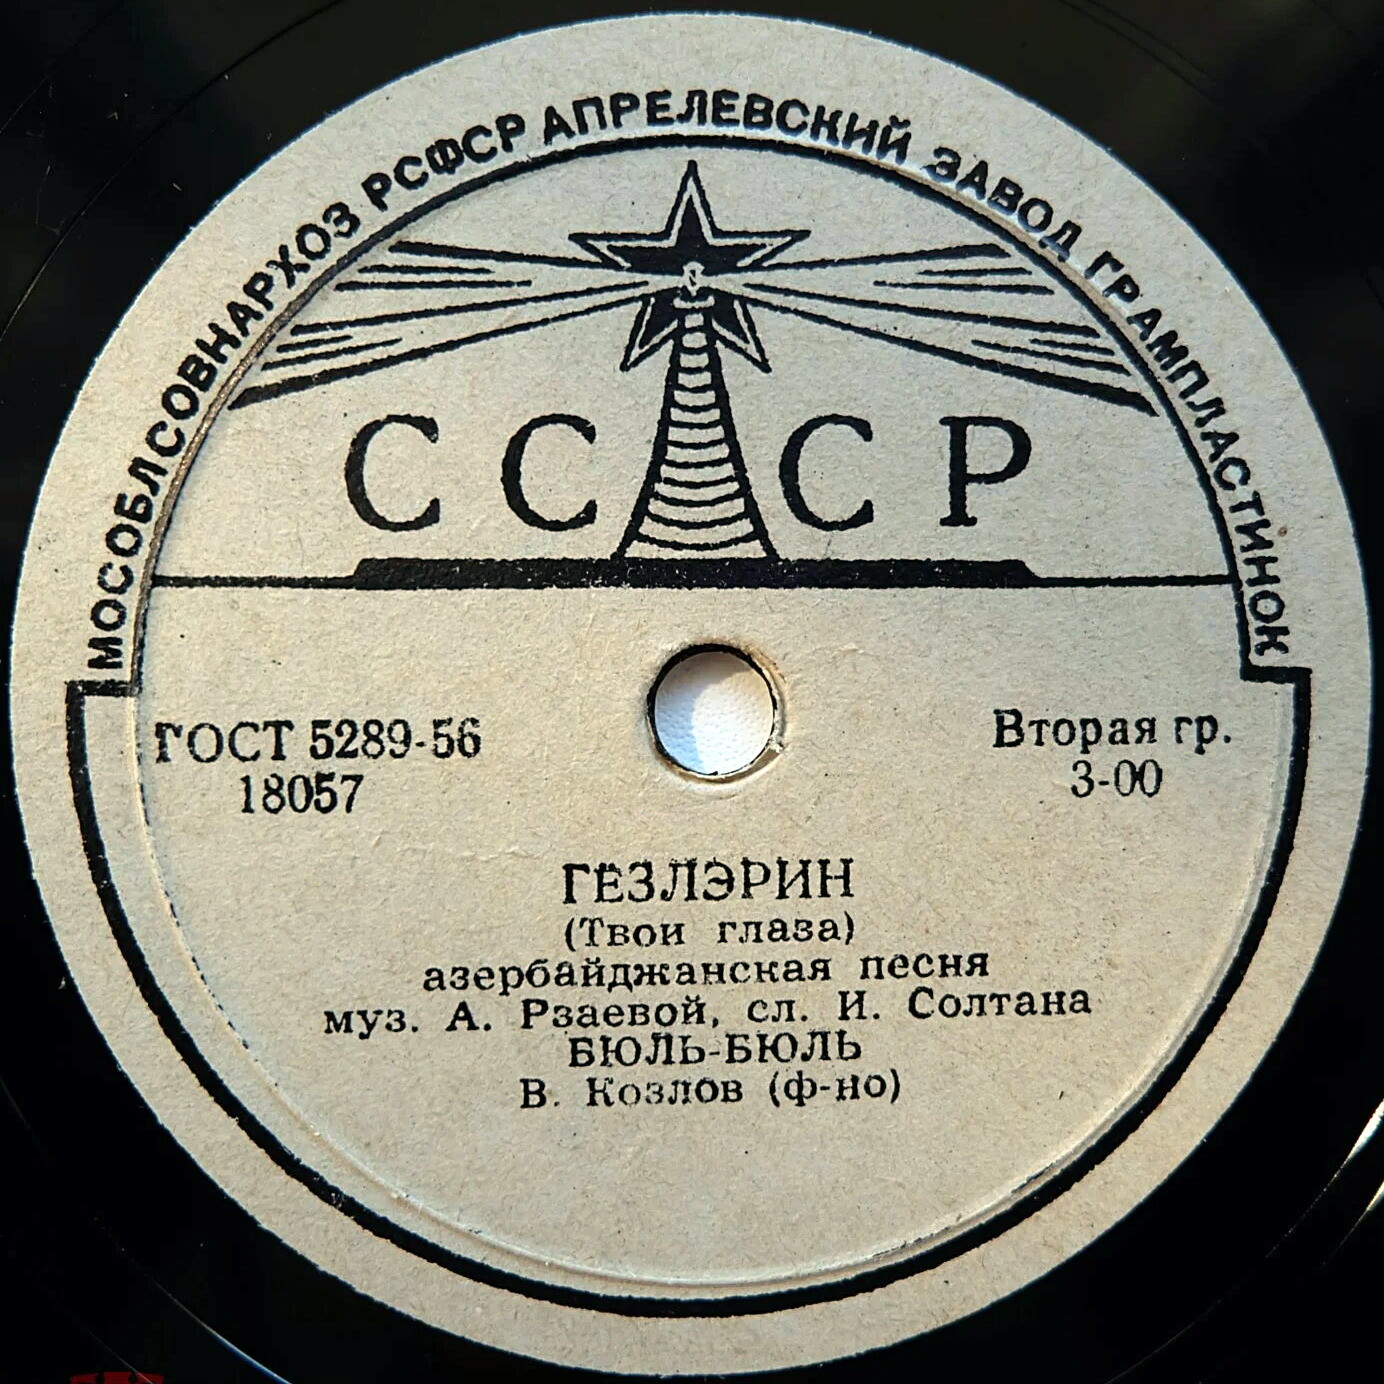 МОСОБЛСОВНАРХОЗ РСФСР АПРЕЛЕВСКИЙ ЗАВОД ГРАМПЛАСТИНОК
СССР
ГОСТ 5289-56
18057
Вторая гр.
3-00
ГЁЗЛЭРИН
(Твои глаза)
азербайджанская песня
муз. А. Рзаевой, сл. И. Солтана
БЮЛЬ-БЮЛЬ
В. Козлов (ф-но)